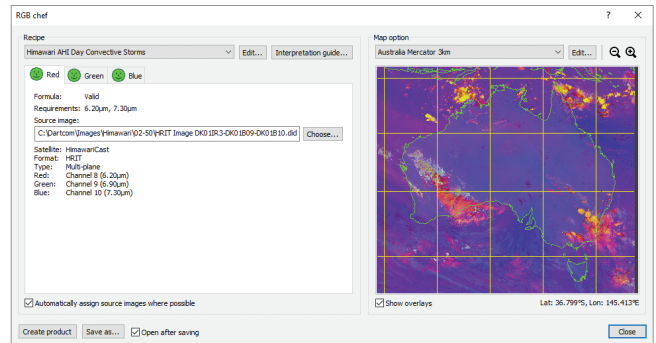 RGB chef
? ×
Recipe
Himawari AHI Day Convective Storms
Edit...
Interpretation guide...
Red
Green
Blue
Formula: Valid
Requirements: 6.20μm, 7.30μm
Source image:
C:\Dartcom\Images\Himawari\02-50\HRIT Image DK01IR3-DK01B09-DK01B10.did
Choose...
Satellite: HimawariCast
Format: HRIT
Type: Multi-plane
Red: Channel 8 (6.20μm)
Green: Channel 9 (6.90μm)
Blue: Channel 10 (7.30μm)
Automatically assign source images where possible
Map option
Australia Mercator 3km
Edit...
Show overlays
Lat: 36.799°S, Lon: 145.413°E
Create product
Save as...
Open after saving
Close